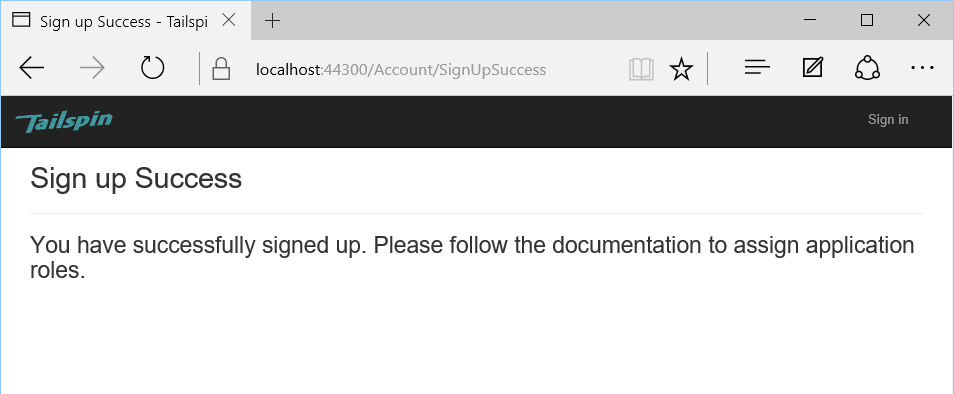 Sign up Success - Tailspi
localhost:44300/Account/SignUpSuccess
Tailspin
Sign in
Sign up Success
You have successfully signed up. Please follow the documentation to assign application
roles.